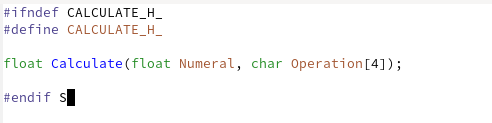 #ifndef CALCULATE_H_
#define CALCULATE_H_
float Calculate(float Numeral, char Operation[4]);
#endif S